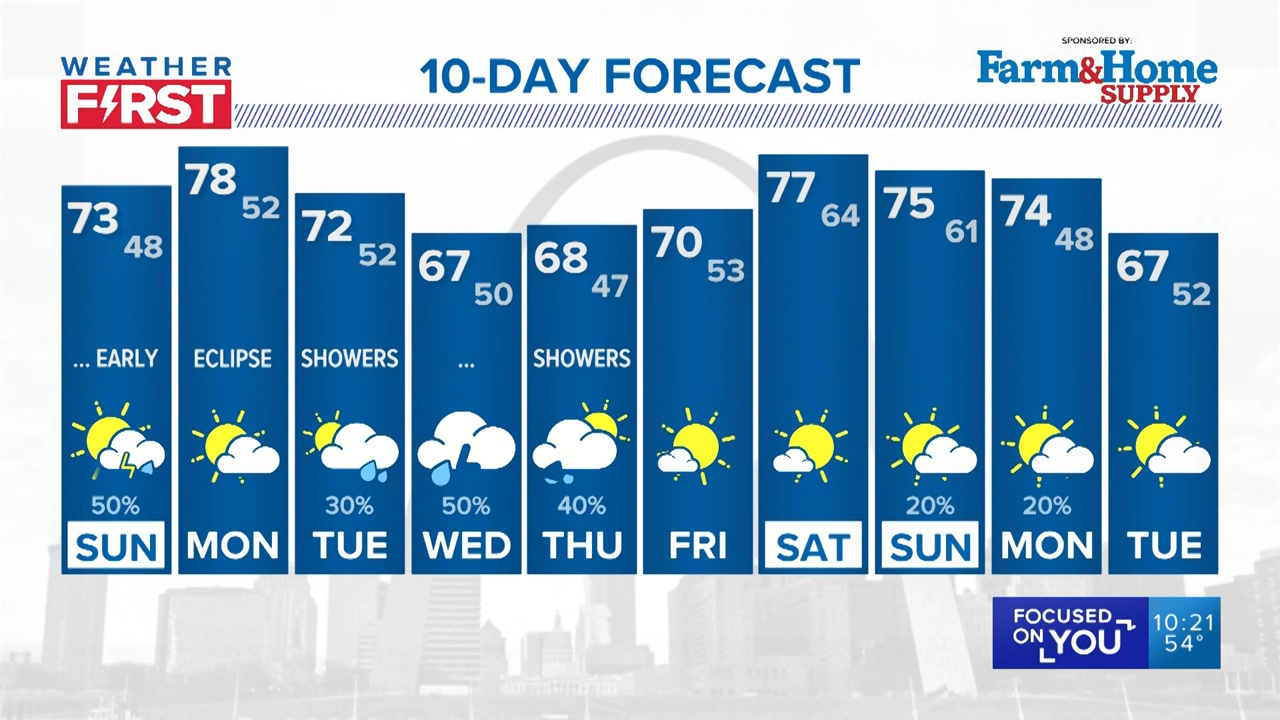 WEATHER
FIRST
10-DAY FORECAST
SPONSORED BY:
Farm&Home
SUPPLY
73 48
... EARLY
50%
SUN
78 52
ECLIPSE
MON
72 52
SHOWERS
30%
TUE
67 50
...
50%
WED
68 47
SHOWERS
40%
THU
70 53
FRI
77 64
SAT
75 61
20%
SUN
74 48
20%
MON
67 52
TUE
FOCUSED
ON YOU
10:21
54°